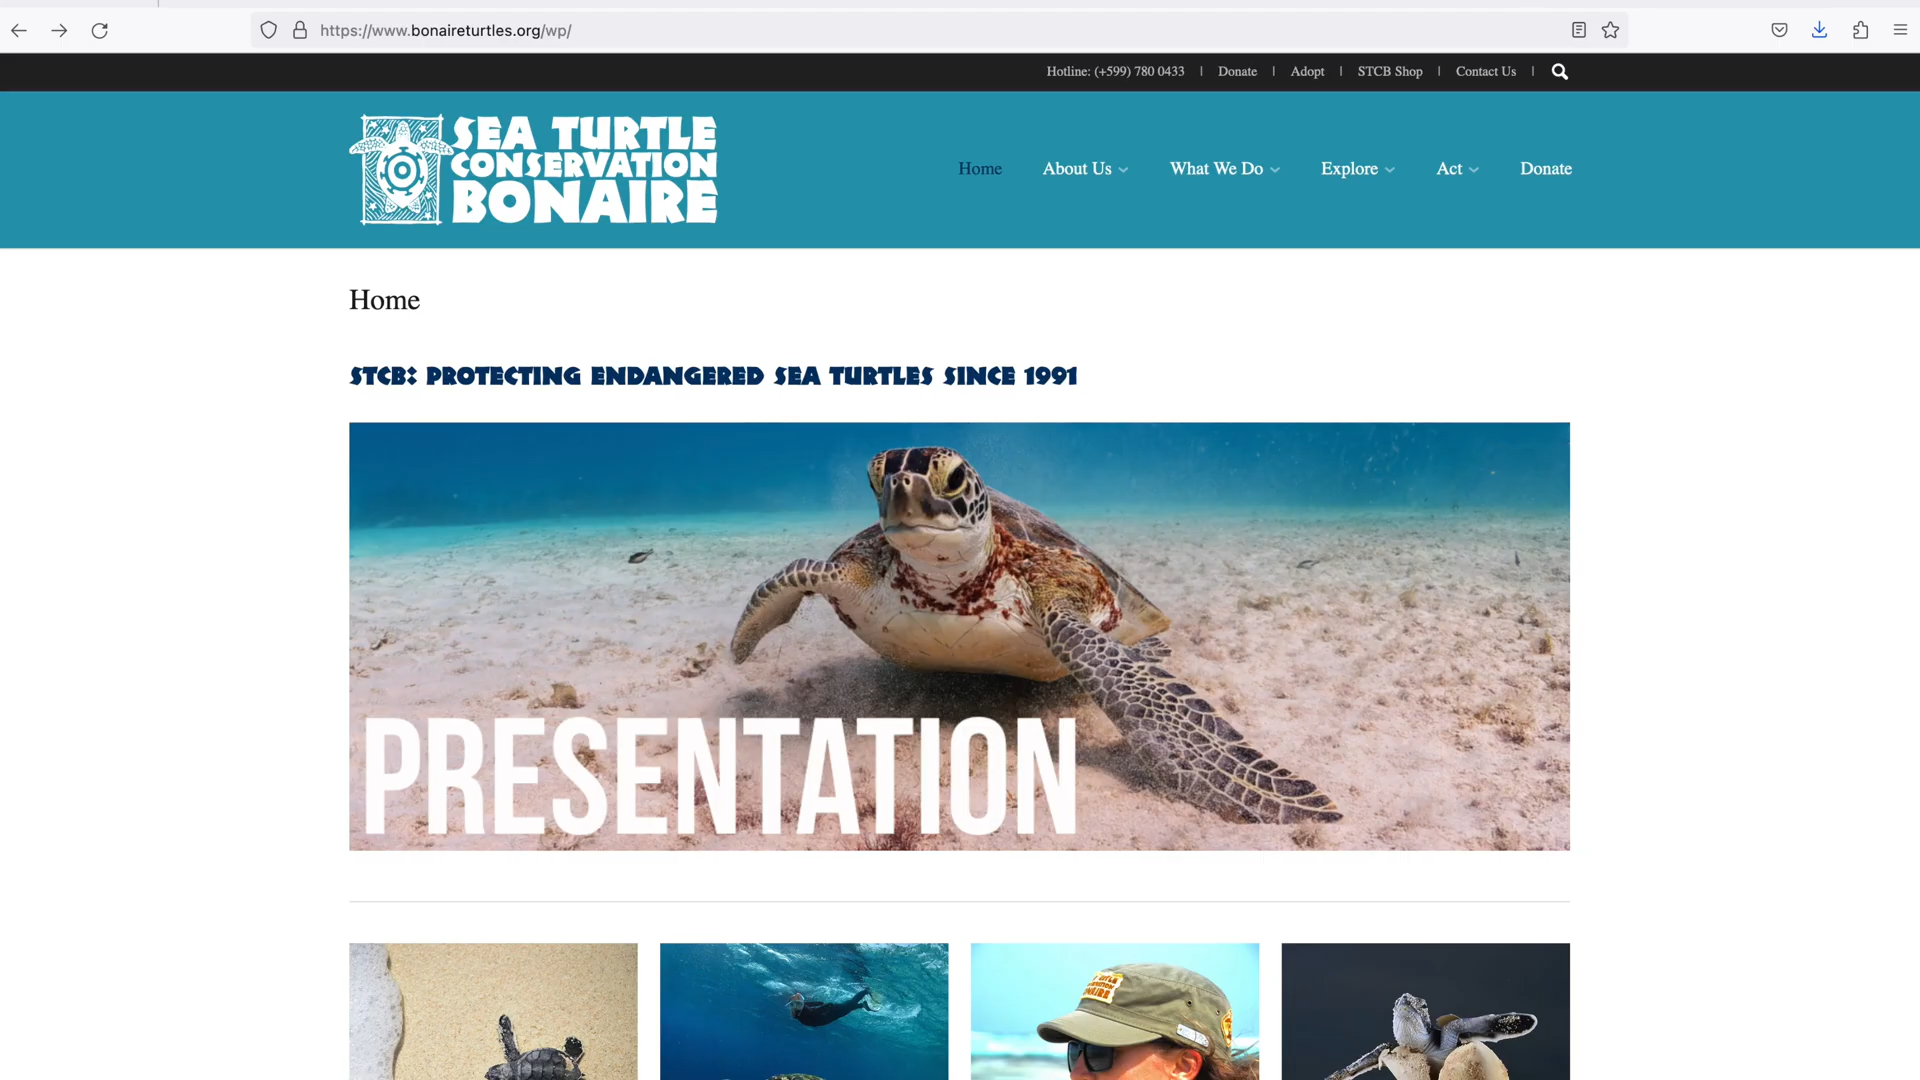 https://www.bonaireturtles.org/wp/
Hotline: (+599) 780 0433 | Donate | Adopt | STCB Shop | Contact Us |
SEA TURTLE
CONSERVATION
BONAIRE
Home About Us What We Do Explore Act Donate
Home
STCB: PROTECTING ENDANGERED SEA TURTLES SINCE 1991
PRESENTATION